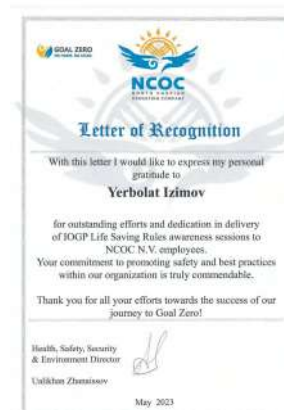 GOAL ZERO
NCOC
NORTH CASPIAN
OPERATING COMPANY
Letter of Recognition
With this letter I would like to express my personal
gratitude to
Yerbolat Izimov
for outstanding efforts and dedication in delivery
of IOGP Life Saving Rules awareness sessions to
NCOC N.V. employees.
Your commitment to promoting safety and best practices
within our organization is truly commendable.
Thank you for all your efforts towards the success of our
journey to Goal Zero!
Health, Safety, Security
& Environment Director
May 2023